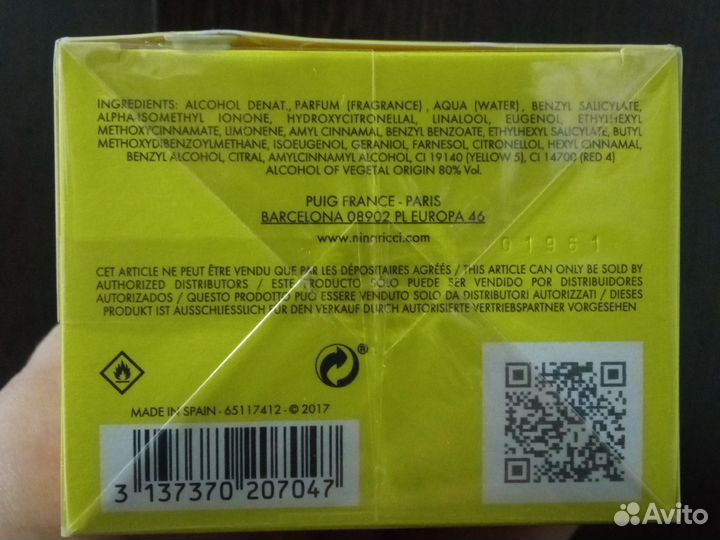 INGREDIENTS: ALCOHOL DENAT., PARFUM (FRAGRANCE), AQUA (WATER), BENZYL SALICYLATE,
ALPHA-ISOMETHYL IONONE, HYDROXYCITRONELLAL, LINALOOL, EUGENOL, ETHYLHEXYL
METHOXYCINNAMATE, LIMONENE, AMYL CINNAMAL, BENZYL BENZOATE, ETHYLHEXYL SALICYLATE, BUTYL
METHOXYDIBENZOYLMETHANE, ISOEUGENOL, GERANIOL, FARNESOL, CITRONELLOL, HEXYL CINNAMAL,
BENZYL ALCOHOL, CITRAL, AMYLCINNAMYL ALCOHOL, CI 19140 (YELLOW 5), CI 14700 (RED 4)
ALCOHOL OF VEGETAL ORIGIN 80% Vol.
PUIG FRANCE - PARIS
BARCELONA 08902 PL EUROPA 46
www.ninaricci.com
01961
CET ARTICLE NE PEUT ÊTRE VENDU QUE PAR LES DÉPOSITAIRES AGRÉÉS / THIS ARTICLE CAN ONLY BE SOLD BY
AUTHORIZED DISTRIBUTORS / ESTE PRODUCTO SÓLO PUEDE SER VENDIDO POR DISTRIBUIDORES
AUTORIZADOS / QUESTO PRODOTTO PUÒ ESSERE VENDUTO SOLO DA DISTRIBUTORI AUTORIZZATI / DIESES
PRODUKT IST AUSSCHLIESSLICH FÜR DEN VERKAUF DURCH AUTORISIERTE VERTRIEBSPARTNER VORGESEHEN
®
MADE IN SPAIN - 65117412 - © 2017
3 137370 207047
Avito